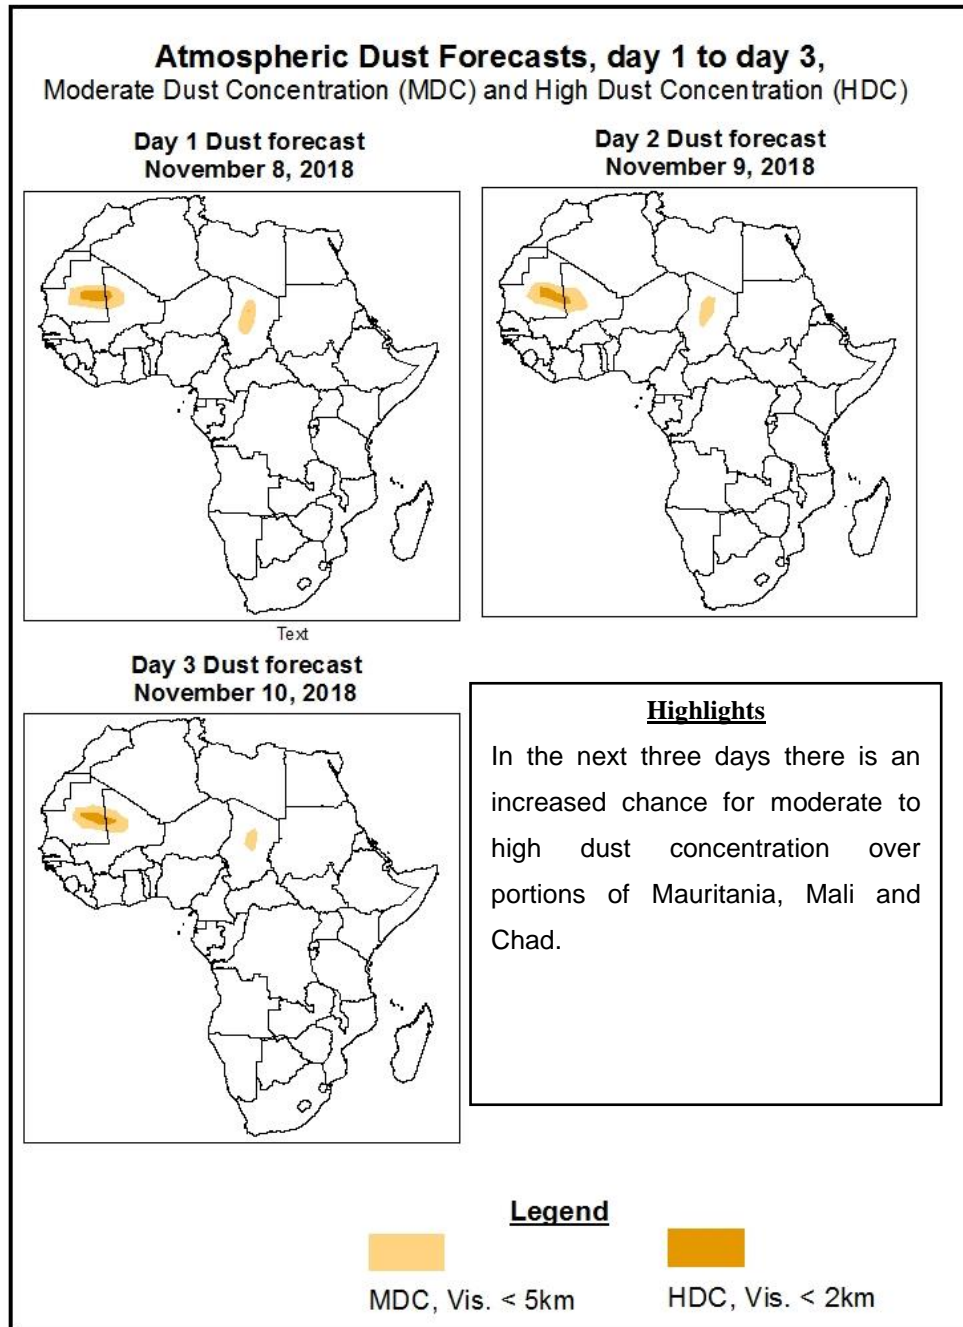 Atmospheric Dust Forecasts, day 1 to day 3,
Moderate Dust Concentration (MDC) and High Dust Concentration (HDC)
Day 1 Dust forecast
November 8, 2018
Day 2 Dust forecast
November 9, 2018
Text
Day 3 Dust forecast
November 10, 2018
Highlights
In the next three days there is an
increased chance for moderate to
high dust concentration over
portions of Mauritania, Mali and
Chad.
Legend
MDC, Vis. < 5km
HDC, Vis. < 2km